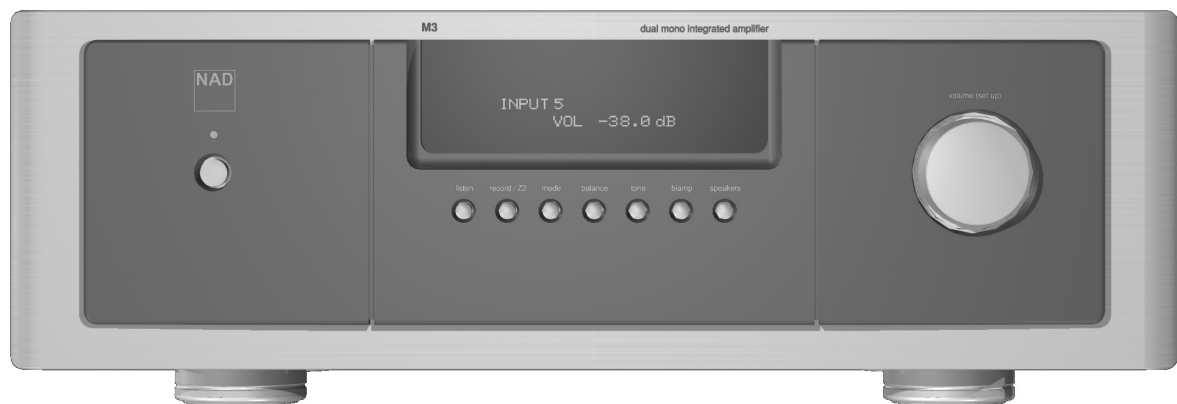 M3
dual mono integrated amplifier
NAD
INPUT 5
VOL -38.0 dB
volume (set up)
listen
record / Z2
mode
balance
tone
biamp
speakers